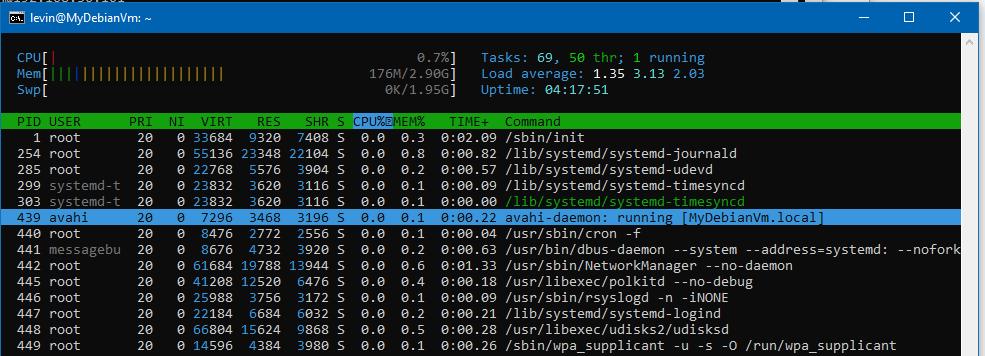 levin@MyDebianVm: ~
CPU[| 0.7%] Tasks: 69, 50 thr; 1 running
Mem[||||||||||||||||||||||| 176M/2.90G] Load average: 1.35 3.13 2.03
Swp[ 0K/1.95G] Uptime: 04:17:51
PID USER PRI NI VIRT RES SHR S CPU% MEM% TIME+ Command
1 root 20 0 33684 9320 7408 S 0.0 0.3 0:02.09 /sbin/init
254 root 20 0 55136 23348 22104 S 0.0 0.8 0:00.82 /lib/systemd/systemd-journald
285 root 20 0 22768 5576 3904 S 0.0 0.2 0:00.57 /lib/systemd/systemd-udevd
299 systemd-t 20 0 23832 3620 3116 S 0.0 0.1 0:00.09 /lib/systemd/systemd-timesyncd
303 systemd-t 20 0 23832 3620 3116 S 0.0 0.1 0:00.00 /lib/systemd/systemd-timesyncd
439 avahi 20 0 7296 3468 3196 S 0.0 0.1 0:00.22 avahi-daemon: running [MyDebianVm.local]
440 root 20 0 8476 2772 2556 S 0.0 0.1 0:00.04 /usr/sbin/cron -f
441 messagebu 20 0 8676 4732 3920 S 0.0 0.2 0:00.63 /usr/bin/dbus-daemon --system --address=systemd: --nofork
442 root 20 0 61684 19788 13944 S 0.0 0.6 0:01.33 /usr/sbin/NetworkManager --no-daemon
445 root 20 0 41208 12520 6476 S 0.0 0.4 0:00.18 /usr/libexec/polkitd --no-debug
446 root 20 0 25988 3756 3172 S 0.0 0.1 0:00.09 /usr/sbin/rsyslogd -n -iNONE
447 root 20 0 22184 6684 6032 S 0.0 0.2 0:00.21 /lib/systemd/systemd-logind
448 root 20 0 66804 15624 9868 S 0.0 0.5 0:00.28 /usr/libexec/udisks2/udisksd
449 root 20 0 14596 4384 3980 S 0.0 0.1 0:00.26 /sbin/wpa_supplicant -u -s -O /run/wpa_supplicant